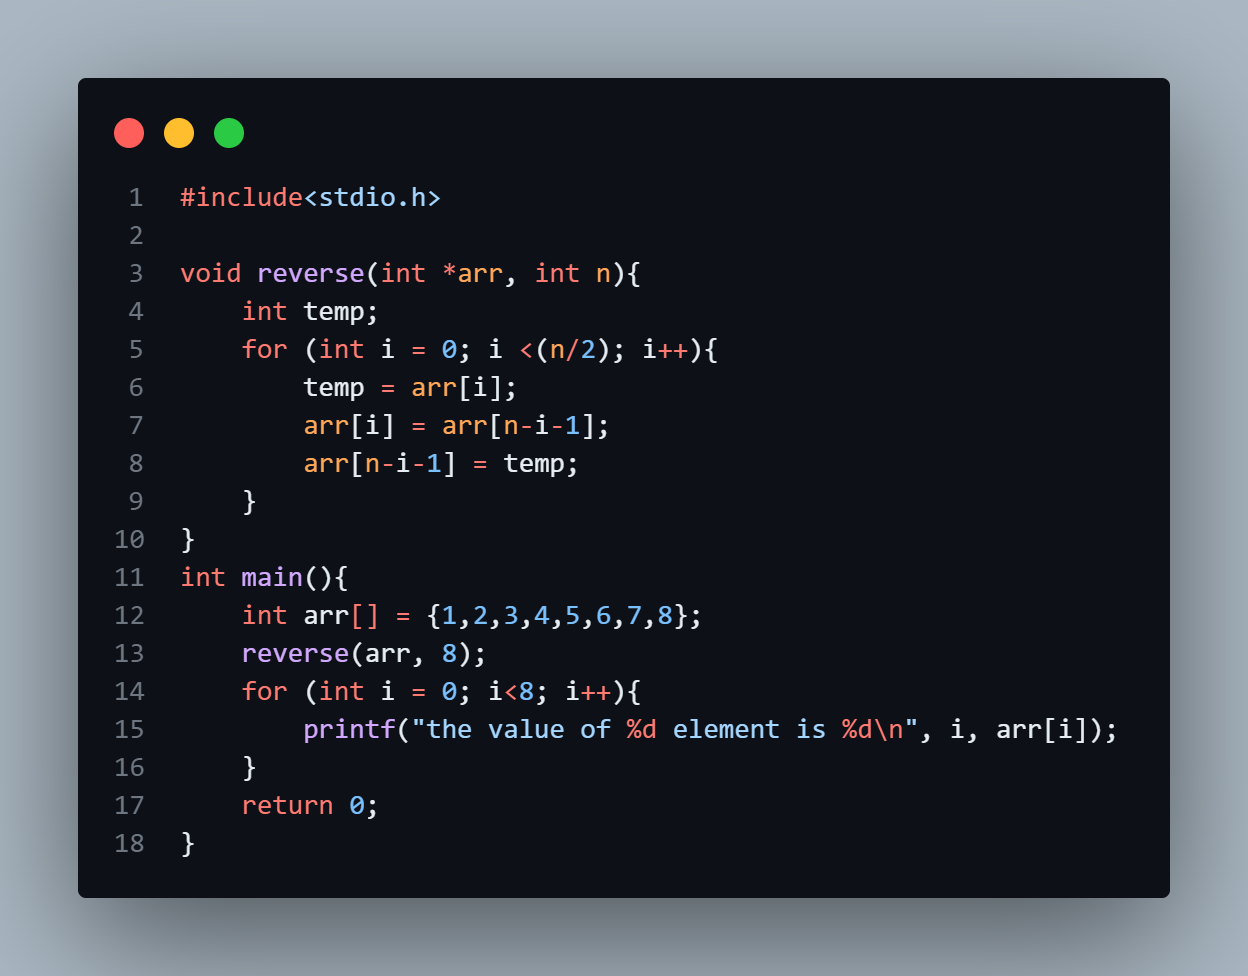 1 #include<stdio.h>
2
3 void reverse(int *arr, int n){
4     int temp;
5     for (int i = 0; i <(n/2); i++){
6         temp = arr[i];
7         arr[i] = arr[n-i-1];
8         arr[n-i-1] = temp;
9     }
10 }
11 int main(){
12     int arr[] = {1,2,3,4,5,6,7,8};
13     reverse(arr, 8);
14     for (int i = 0; i<8; i++){
15         printf("the value of %d element is %d\n", i, arr[i]);
16     }
17     return 0;
18 }